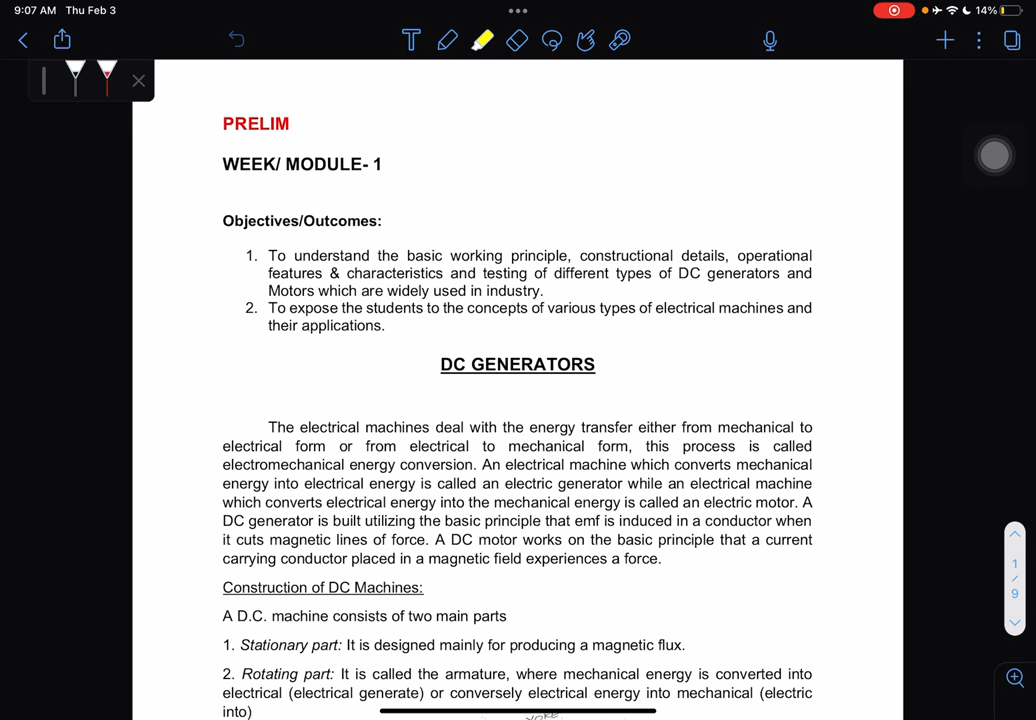 9:07 AM Thu Feb 3
14%
T
PRELIM
WEEK/ MODULE- 1
Objectives/Outcomes:
1. To understand the basic working principle, constructional details, operational
features & characteristics and testing of different types of DC generators and
Motors which are widely used in industry.
2. To expose the students to the concepts of various types of electrical machines and
their applications.
DC GENERATORS
The electrical machines deal with the energy transfer either from mechanical to
electrical form or from electrical to mechanical form, this process is called
electromechanical energy conversion. An electrical machine which converts mechanical
energy into electrical energy is called an electric generator while an electrical machine
which converts electrical energy into the mechanical energy is called an electric motor. A
DC generator is built utilizing the basic principle that emf is induced in a conductor when
it cuts magnetic lines of force. A DC motor works on the basic principle that a current
carrying conductor placed in a magnetic field experiences a force.
Construction of DC Machines:
A D.C. machine consists of two main parts
1. Stationary part: It is designed mainly for producing a magnetic flux.
2. Rotating part: It is called the armature, where mechanical energy is converted into
electrical (electrical generate) or conversely electrical energy into mechanical (electric
into)
1
/
9